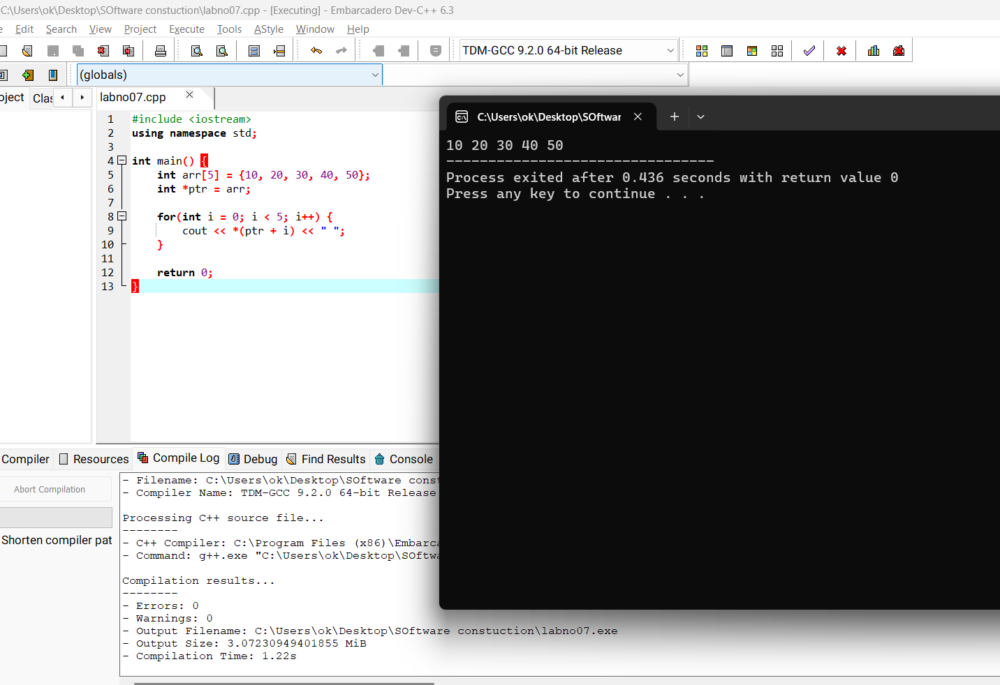 C:\Users\ok\Desktop\SOftware constuction\labno07.cpp - [Executing] - Embarcadero Dev-C++ 6.3
Edit Search View Project Execute Tools AStyle Window Help
TDM-GCC 9.2.0 64-bit Release
(globals)
oject Clas labno07.cpp
1 #include <iostream>
2 using namespace std;
3
4 int main() {
5 int arr[5] = {10, 20, 30, 40, 50};
6 int *ptr = arr;
7
8 for(int i = 0; i < 5; i++) {
9 cout << *(ptr + i) << " ";
10 }
11
12 return 0;
13 }
C:\Users\ok\Desktop\SOftwar
10 20 30 40 50
--------------------------------
Process exited after 0.436 seconds with return value 0
Press any key to continue . . .
Compiler Resources Compile Log Debug Find Results Console
Abort Compilation
Shorten compiler pat
- Filename: C:\Users\ok\Desktop\SOftware const
- Compiler Name: TDM-GCC 9.2.0 64-bit Release
Processing C++ source file...
--------
- C++ Compiler: C:\Program Files (x86)\Embarca
- Command: g++.exe "C:\Users\ok\Desktop\SOftwa
Compilation results...
--------
- Errors: 0
- Warnings: 0
- Output Filename: C:\Users\ok\Desktop\SOftware constuction\labno07.exe
- Output Size: 3.07230949401855 MiB
- Compilation Time: 1.22s